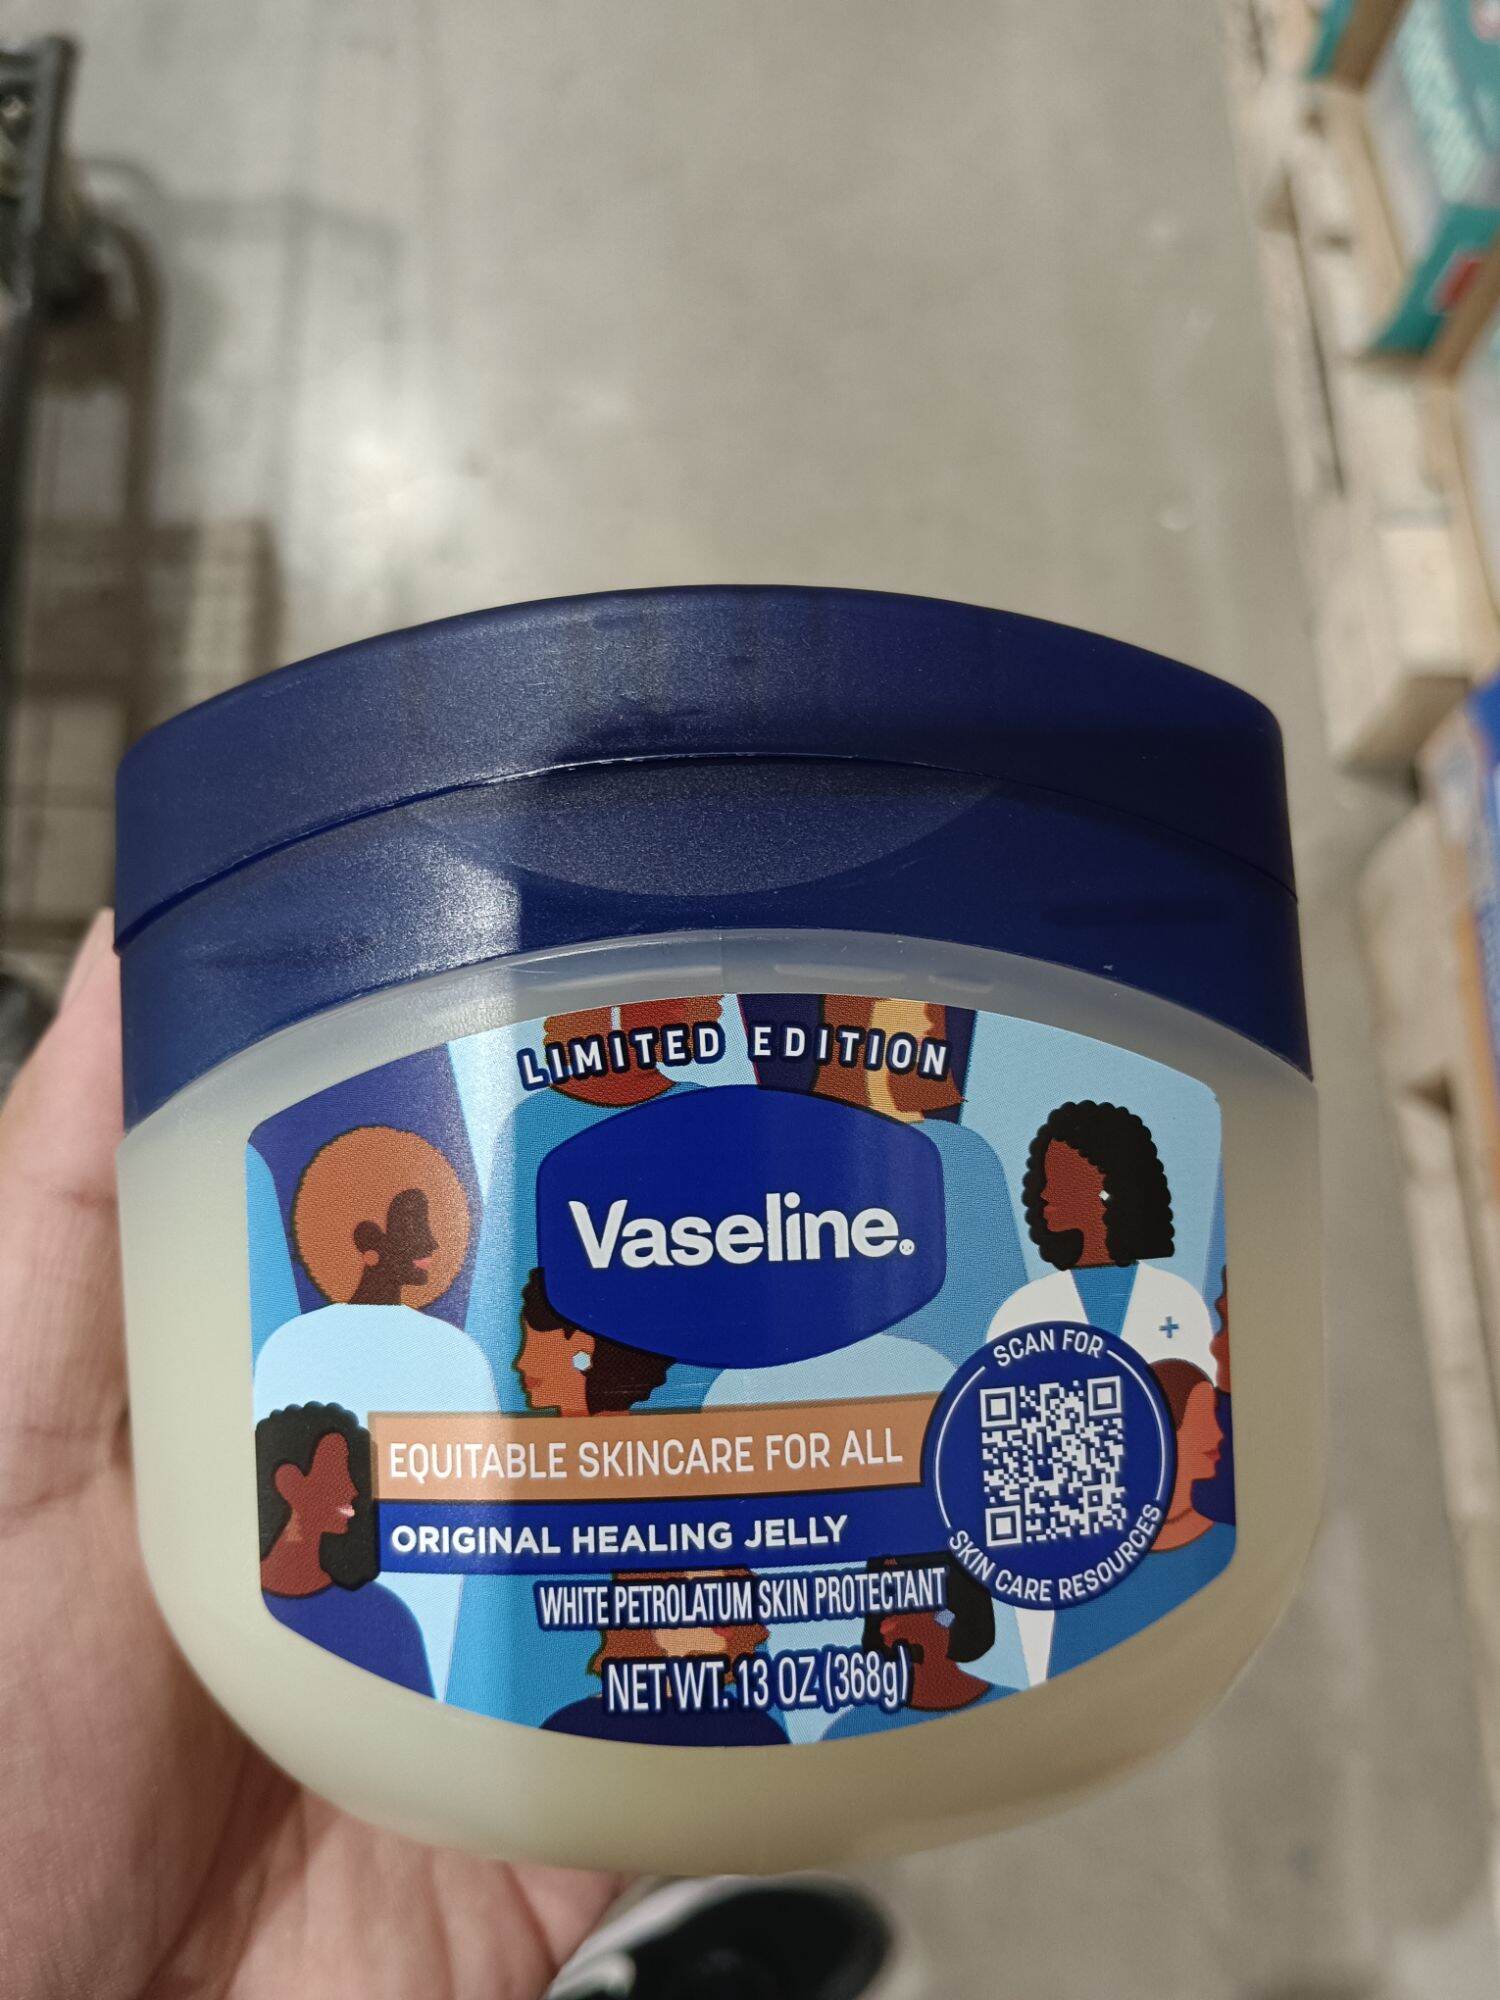 LIMITED EDITION
Vaseline.
SCAN FOR
EQUITABLE SKINCARE FOR ALL
ORIGINAL HEALING JELLY
SKIN CARE RESOURCES
WHITE PETROLATUM SKIN PROTECTANT
NET WT. 13 OZ (368g)